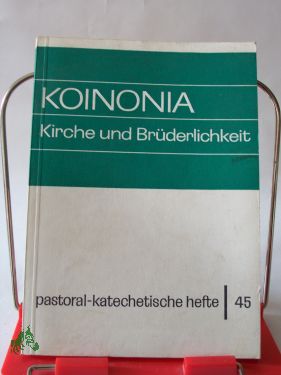 KOINONIA
Kirche und Brüderlichkeit
pastoral-katechetische hefte | 45